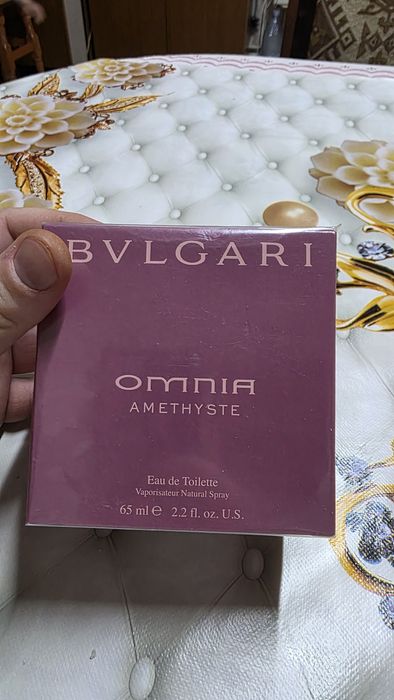 BVLGARI
OMNIA
AMETHYSTE
Eau de Toilette
Vaporisateur Natural Spray
65 ml ℮ 2.2 fl. oz. U.S.